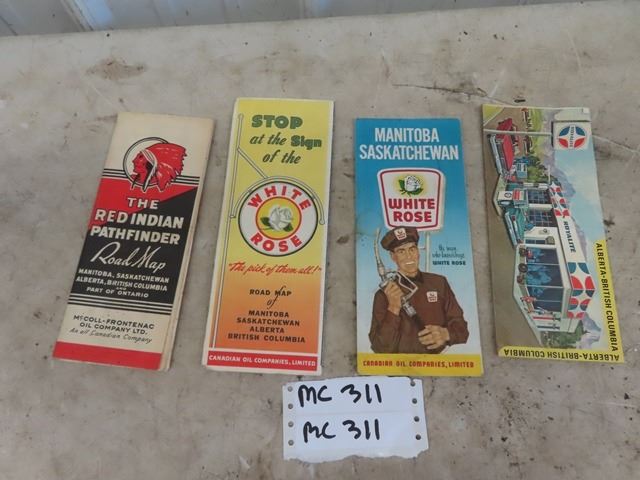 THE
RED INDIAN
PATHFINDER
Road Map
MANITOBA, SASKATCHEWAN
ALBERTA, BRITISH COLUMBIA
AND
PART OF ONTARIO
MCCOLL-FRONTENAC
OIL COMPANY LTD.
An all Canadian Company
STOP
at the Sign
of the
WHITE
ROSE
"The pick of them all!"
ROAD MAP
of
MANITOBA
SASKATCHEWAN
ALBERTA
BRITISH COLUMBIA
CANADIAN OIL COMPANIES, LIMITED
MANITOBA
SASKATCHEWAN
WHITE
ROSE
WHITE ROSE
CANADIAN OIL COMPANIES, LIMITED
ROYALITE
ALBERTA-BRITISH COLUMBIA
ALBERTA-BRITISH COLUMBIA
MC 311
MC 311